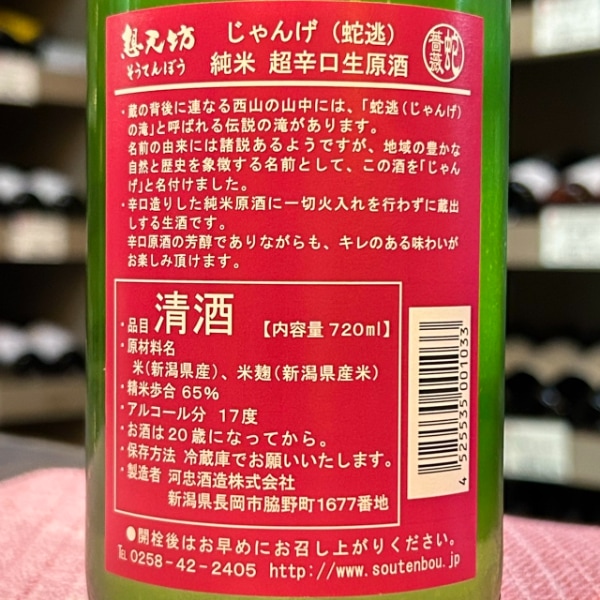 想天坊
そうてんぼう
じゃんげ（蛇逃）
純米 超辛口生原酒
蛇
薔薇
・蔵の背後に連なる西山の山中には、「蛇逃（じゃんげ）
の滝」と呼ばれる伝説の滝があります。
名前の由来には諸説あるようですが、地域の豊かな
自然と歴史を象徴する名前として、この酒を「じゃん
げ」と名付けました。
・辛口造りした純米原酒に一切火入れを行わずに蔵出
しする生酒です。
辛口原酒の芳醇でありながらも、キレのある味わいが
お楽しみ頂けます。
・品目 清酒 【内容量720ml】
・原材料名
米（新潟県産）、米麹（新潟県産米）
・精米歩合 65%
・アルコール分 17度
・お酒は20歳になってから。
・保存方法 冷蔵庫でお願いいたします。
・製造者 河忠酒造株式会社
新潟県長岡市脇野町1677番地
4 525535 001033
●開栓後はお早めにお召し上がりください。
TEL 0258-42-2405 http://www.soutenbou.jp